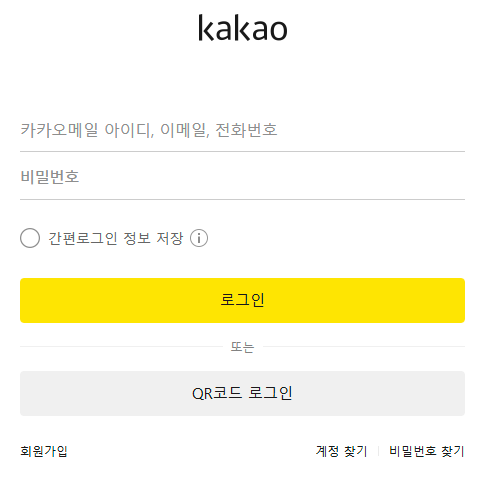 kakao
카카오메일 아이디, 이메일, 전화번호
비밀번호
간편로그인 정보 저장
로그인
또는
QR코드 로그인
회원가입 계정 찾기 비밀번호 찾기